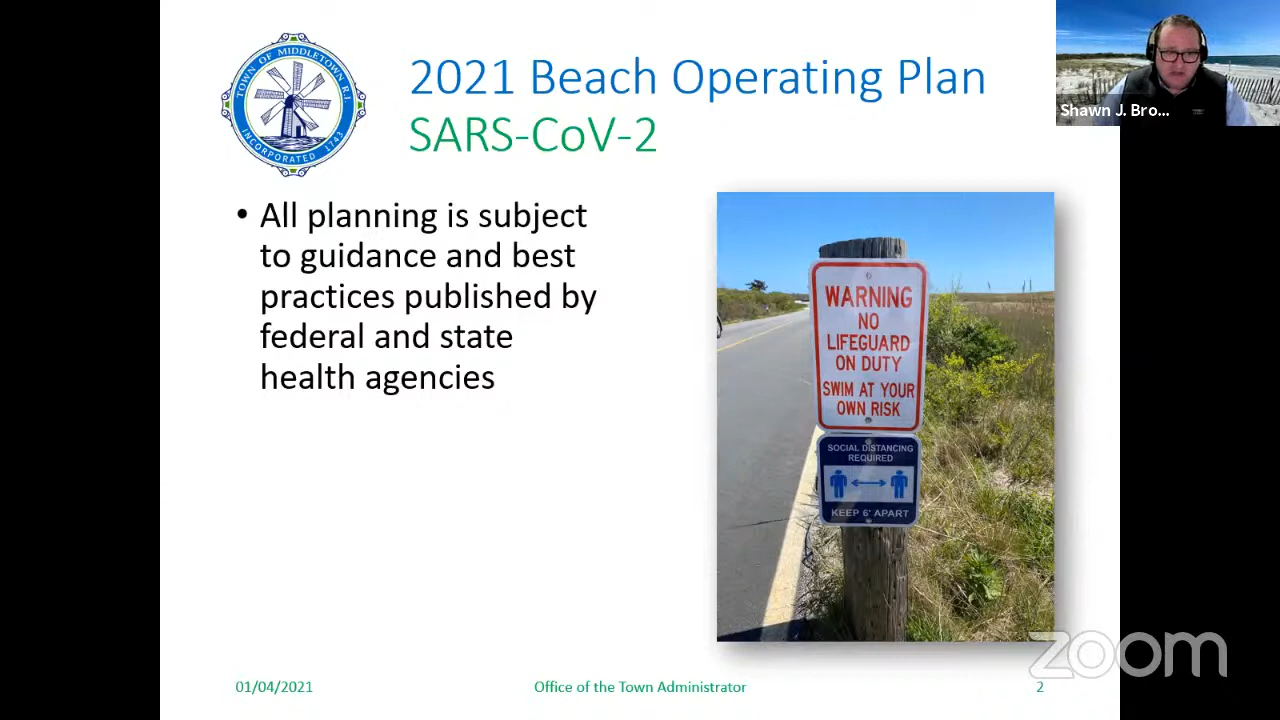 TOWN OF MIDDLETOWN R.I.
INCORPORATED 1743
2021 Beach Operating Plan
SARS-CoV-2
Shawn J. Bro...
• All planning is subject
to guidance and best
practices published by
federal and state
health agencies
WARNING
NO
LIFEGUARD
ON DUTY
SWIM AT YOUR
OWN RISK
SOCIAL DISTANCING
REQUIRED
KEEP 6' APART
zoom
01/04/2021
Office of the Town Administrator
2